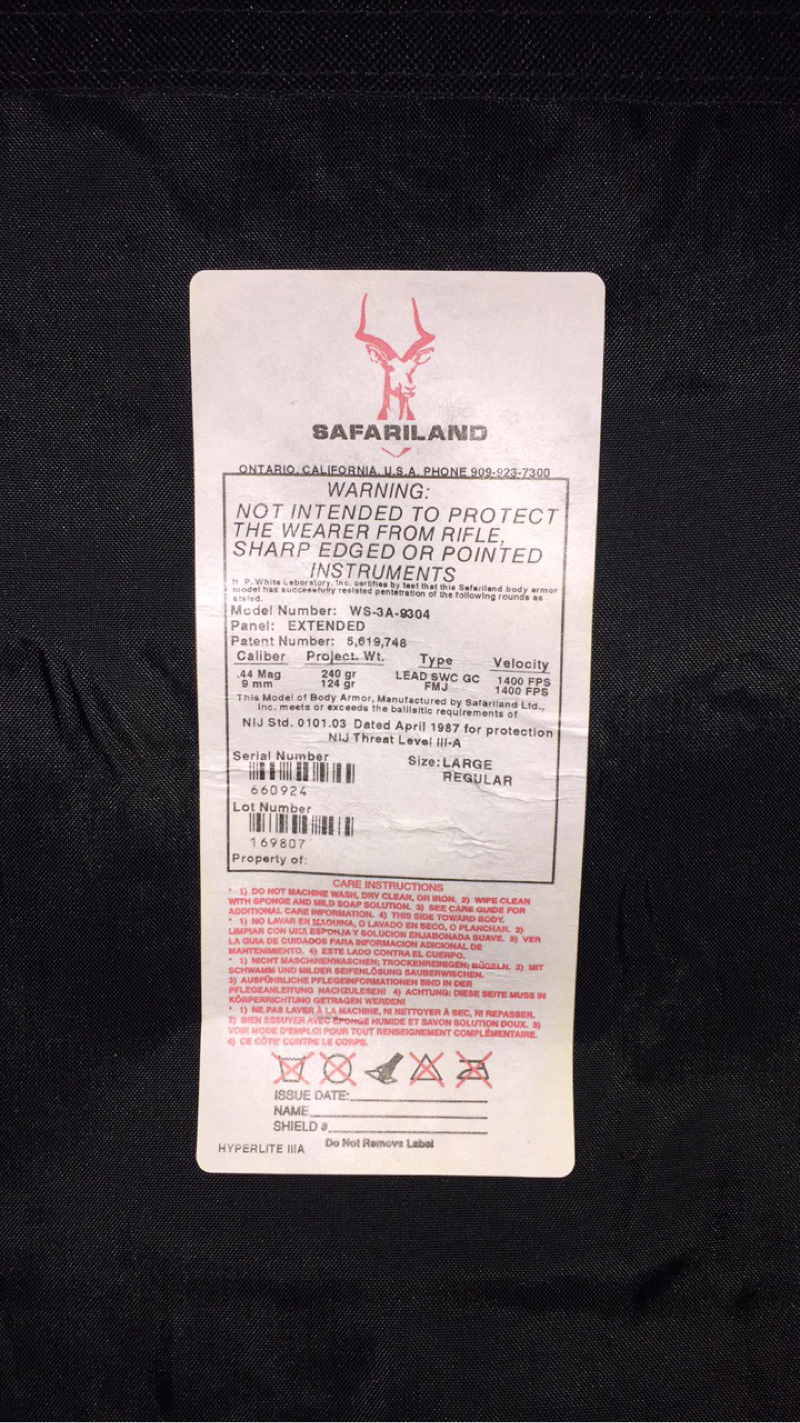 SAFARILAND
ONTARIO, CALIFORNIA, U.S.A. PHONE 909-923-7300
WARNING:
NOT INTENDED TO PROTECT
THE WEARER FROM RIFLE,
SHARP EDGED OR POINTED
INSTRUMENTS
H.P. White Laboratory, Inc. certifies by test that this Safariland body armor
model has successfully resisted penetration of the following rounds as
stated.
Model Number: WS-3A-9304
Panel: EXTENDED
Patent Number: 5,619,748
Caliber Project. Wt. Type Velocity
.44 Mag 240 gr LEAD SWC GC 1400 FPS
9 mm 124 gr FMJ 1400 FPS
This Model of Body Armor, Manufactured by Safariland Ltd.,
Inc. meets or exceeds the ballisitic requirements of
NIJ Std. 0101.03 Dated April 1987 for protection
NIJ Threat Level III-A
Serial Number Size: LARGE
REGULAR
660924
Lot Number
169807
Property of:
CARE INSTRUCTIONS
* 1) DO NOT MACHINE WASH, DRY CLEAN, OR IRON. 2) WIPE CLEAN
WITH SPONGE AND MILD SOAP SOLUTION. 3) SEE CARE GUIDE FOR
ADDITIONAL CARE INFORMATION. 4) THIS SIDE TOWARD BODY.
* 1) NO LAVAR EN MAQUINA, O LAVADO EN SECO, O PLANCHAR. 2)
LIMPIAR CON UNA ESPONJA Y SOLUCION ENJABONADA SUAVE. 3) VER
LA GUIA DE CUIDADOS PARA INFORMACION ADICIONAL DE
MANTENIMIENTO. 4) ESTE LADO CONTRA EL CUERPO.
* 1) NICHT MASCHINENWASCHEN; TROCKENREINIGEN; BÜGELN. 2) MIT
SCHWAMM UND MILDER SEIFENLÖSUNG SAUBERWISCHEN.
3) AUSFÜHRLICHE PFLEGEINFORMATIONEN SIND IN DER
PFLEGEANLEITUNG NACHZULESEN! 4) ACHTUNG: DIESE SEITE MUSS IN
KÖRPERRICHTUNG GETRAGEN WERDEN!
* 1) NE PAS LAVER À LA MACHINE, NI NETTOYER À SEC, NI REPASSER.
2) BIEN ESSUYER AVEC ÉPONGE HUMIDE ET SAVON SOLUTION DOUX. 3)
VOIR MODE D'EMPLOI POUR TOUT RENSEIGNEMENT COMPLÉMENTAIRE.
4) CE CÔTÉ CONTRE LE CORPS.
ISSUE DATE:
NAME
SHIELD #
Do Not Remove Label
HYPERLITE IIIA